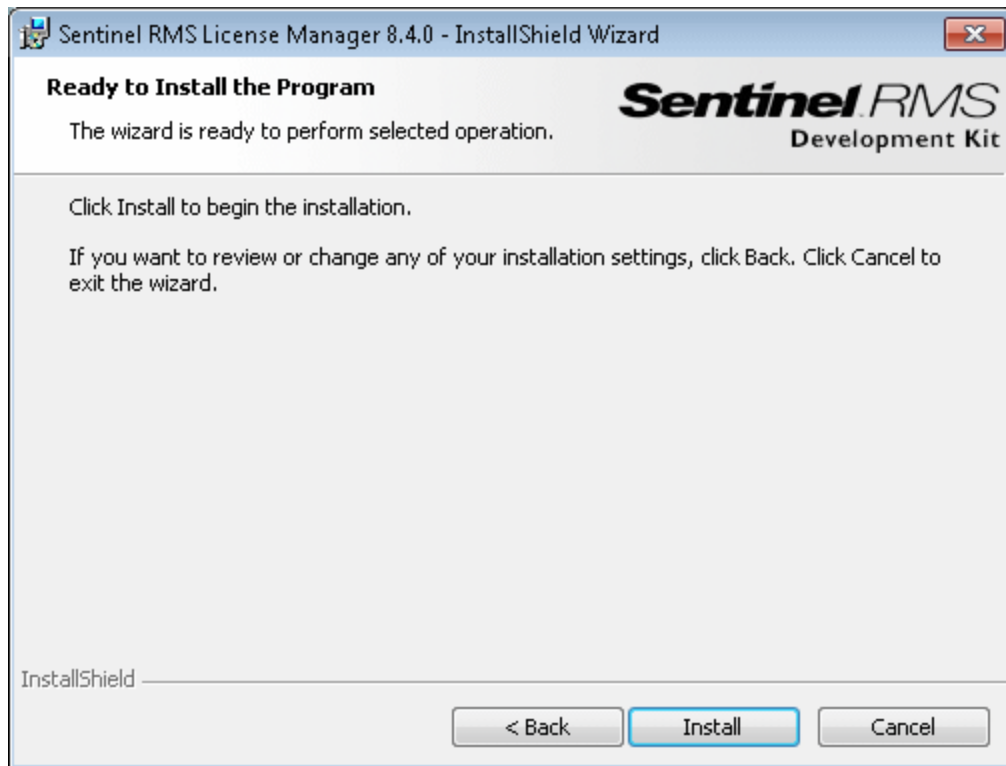 Sentinel RMS License Manager 8.4.0 - InstallShield Wizard
Ready to Install the Program
The wizard is ready to perform selected operation.
Sentinel RMS
Development Kit
Click Install to begin the installation.
If you want to review or change any of your installation settings, click Back. Click Cancel to
exit the wizard.
InstallShield
< Back
Install
Cancel